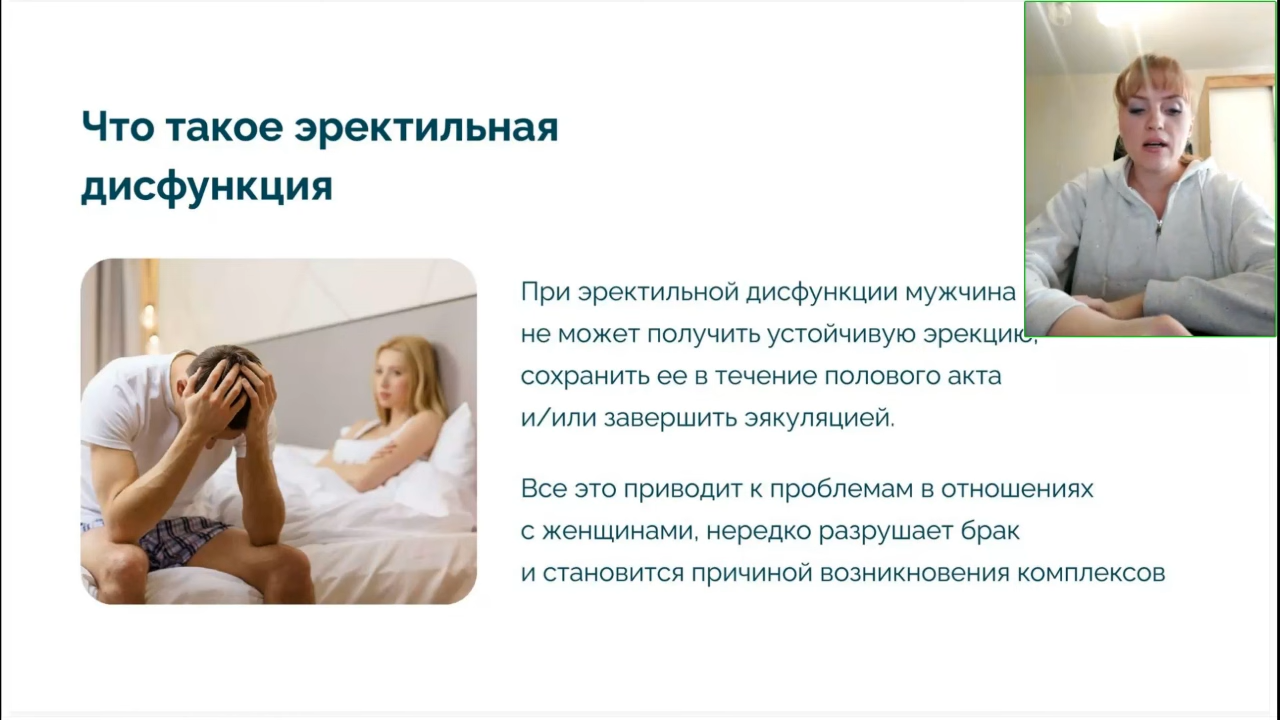 Что такое эректильная
дисфункция
При эректильной дисфункции мужчина
не может получить устойчивую эрекцию,
сохранить ее в течение полового акта
и/или завершить эякуляцией.
Все это приводит к проблемам в отношениях
с женщинами, нередко разрушает брак
и становится причиной возникновения комплексов